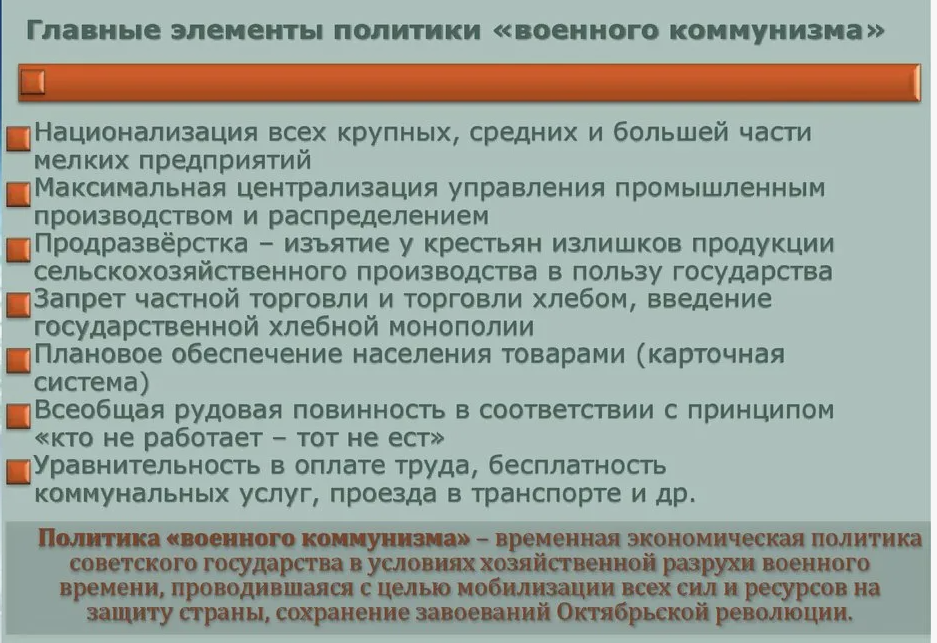 Главные элементы политики «военного коммунизма»
Национализация всех крупных, средних и большей части
мелких предприятий
Максимальная централизация управления промышленным
производством и распределением
Продразвёрстка – изъятие у крестьян излишков продукции
сельскохозяйственного производства в пользу государства
Запрет частной торговли и торговли хлебом, введение
государственной хлебной монополии
Плановое обеспечение населения товарами (карточная
система)
Всеобщая рудовая повинность в соответствии с принципом
«кто не работает – тот не ест»
Уравнительность в оплате труда, бесплатность
коммунальных услуг, проезда в транспорте и др.
Политика «военного коммунизма» – временная экономическая политика
советского государства в условиях хозяйственной разрухи военного
времени, проводившаяся с целью мобилизации всех сил и ресурсов на
защиту страны, сохранение завоеваний Октябрьской революции.